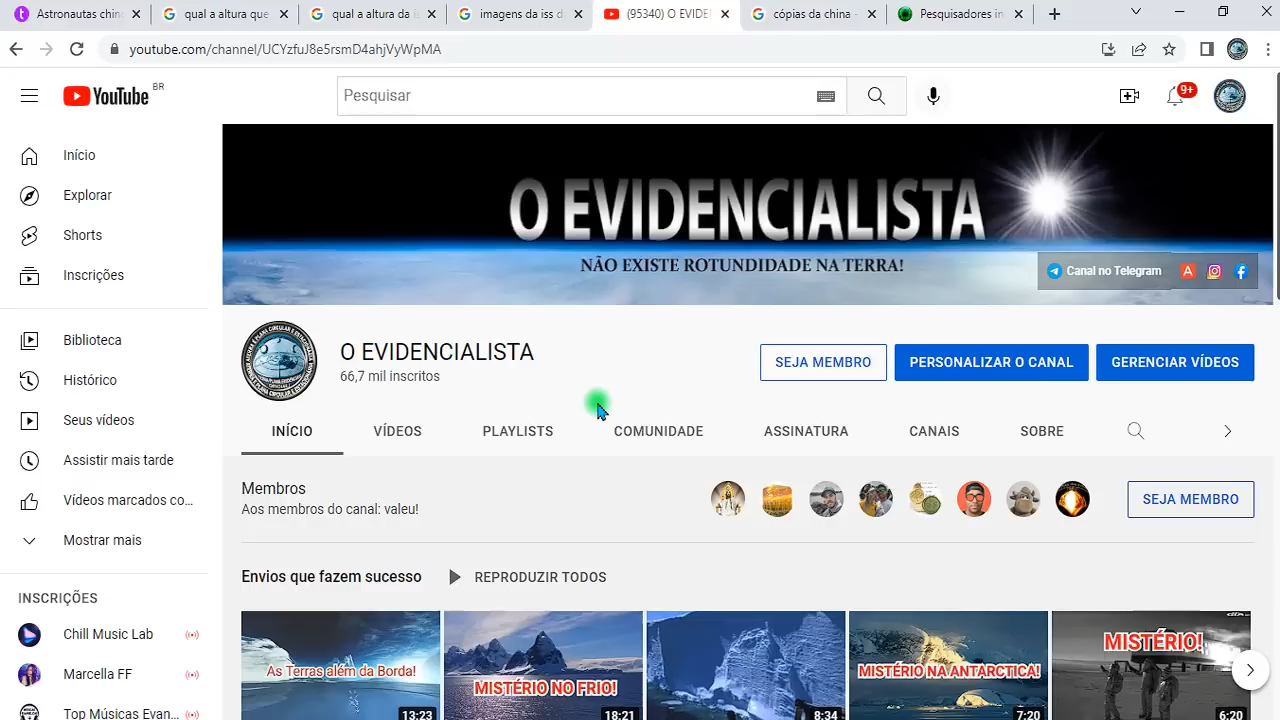 Astronautas chine
qual a altura que
qual a altura da is
imagens da iss da
(95340) O EVIDE
cópias da china -
Pesquisadores in
youtube.com/channel/UCYzfuJ8e5rsmD4ahjVyWpMA
YouTube BR
Pesquisar
9+
Início
Explorar
Shorts
Inscrições
Biblioteca
Histórico
Seus vídeos
Assistir mais tarde
Vídeos marcados co...
Mostrar mais
INSCRIÇÕES
Chill Music Lab
Marcella FF
Top Músicas Evan...
O EVIDENCIALISTA
NÃO EXISTE ROTUNDIDADE NA TERRA!
Canal no Telegram
O EVIDENCIALISTA
66,7 mil inscritos
SEJA MEMBRO
PERSONALIZAR O CANAL
GERENCIAR VÍDEOS
INÍCIO VÍDEOS PLAYLISTS COMUNIDADE ASSINATURA CANAIS SOBRE
Membros
Aos membros do canal: valeu!
SEJA MEMBRO
Envios que fazem sucesso
REPRODUZIR TODOS
As Terras além da Borda!
13:23
MISTÉRIO NO FRIO!
18:21
8:34
MISTÉRIO NA ANTARCTICA!
7:20
MISTÉRIO!
6:20